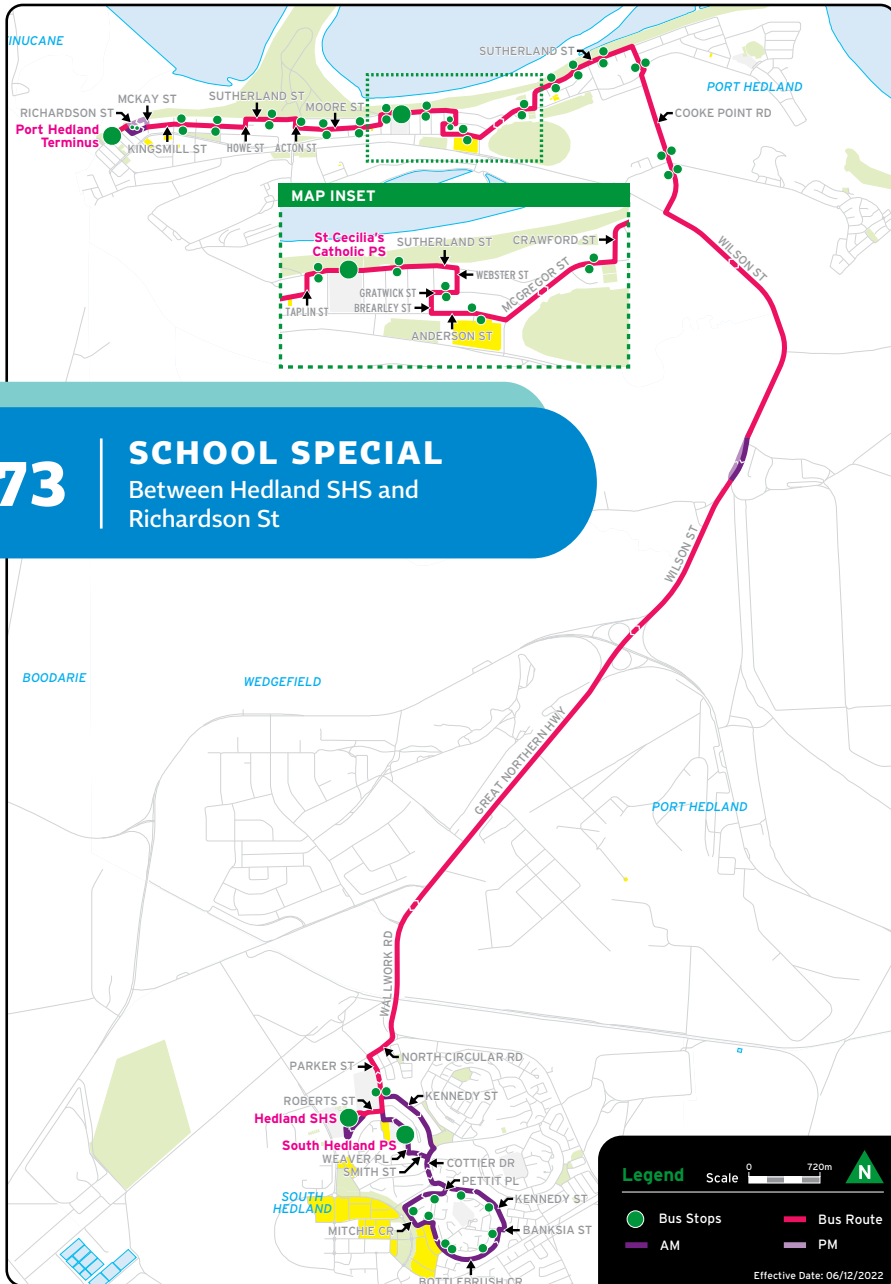 INUCANE
SUTHERLAND ST
PORT HEDLAND
MCKAY ST
SUTHERLAND ST
RICHARDSON ST
MOORE ST
COOKE POINT RD
Port Hedland
Terminus
KINGSMILL ST
HOWE ST
ACTON ST
MAP INSET
St Cecilia's
Catholic PS
SUTHERLAND ST
CRAWFORD ST
WILSON ST
WEBSTER ST
GRATWICK ST
MCGREGOR ST
BREARLEY ST
TAPLIN ST
ANDERSON ST
73
SCHOOL SPECIAL
Between Hedland SHS and
Richardson St
WILSON ST
BOODARIE
WEDGEFIELD
GREAT NORTHERN HWY
PORT HEDLAND
WALLWORK RD
NORTH CIRCULAR RD
PARKER ST
KENNEDY ST
ROBERTS ST
Hedland SHS
South Hedland PS
WEAVER PL
COTTIER DR
SMITH ST
PETTIT PL
SOUTH
HEDLAND
KENNEDY ST
MITCHIE CR
BANKSIA ST
BOTTLEBRUSH CR
Legend
Scale
0
720m
N
Bus Stops
Bus Route
AM
PM
Effective Date: 06/12/2022